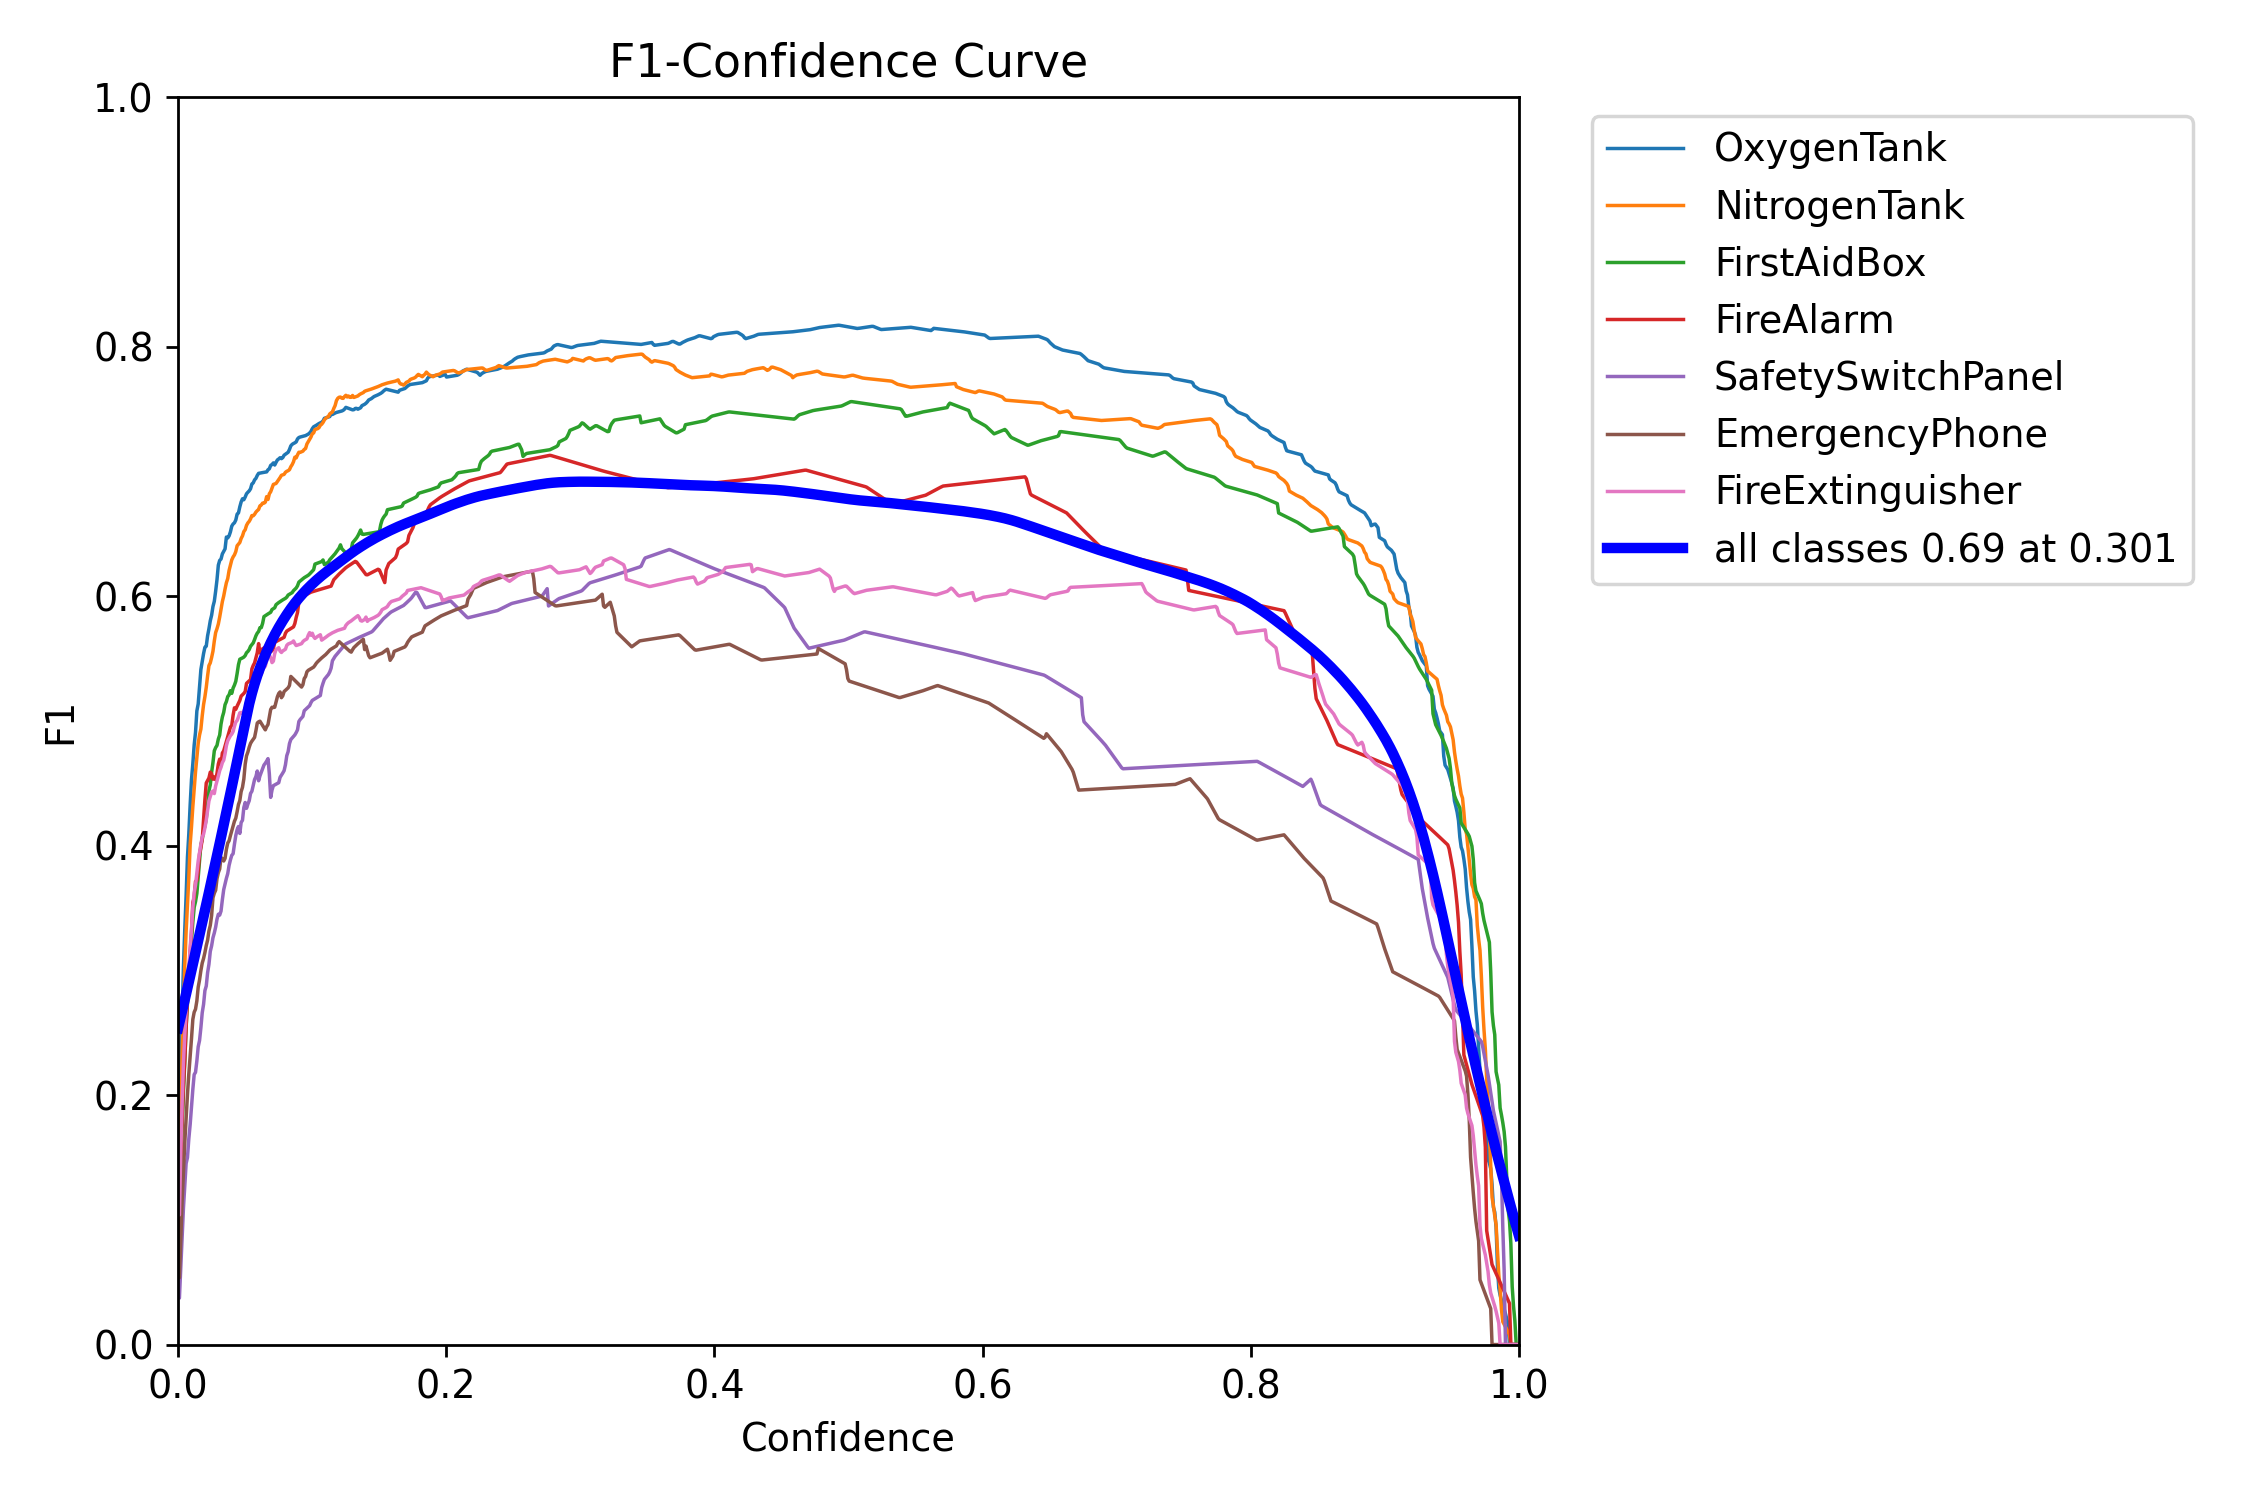 F1-Confidence Curve
1.0
0.8
0.6
0.4
0.2
0.0
F1
0.0 0.2 0.4 0.6 0.8 1.0
Confidence
OxygenTank
NitrogenTank
FirstAidBox
FireAlarm
SafetySwitchPanel
EmergencyPhone
FireExtinguisher
all classes 0.69 at 0.301